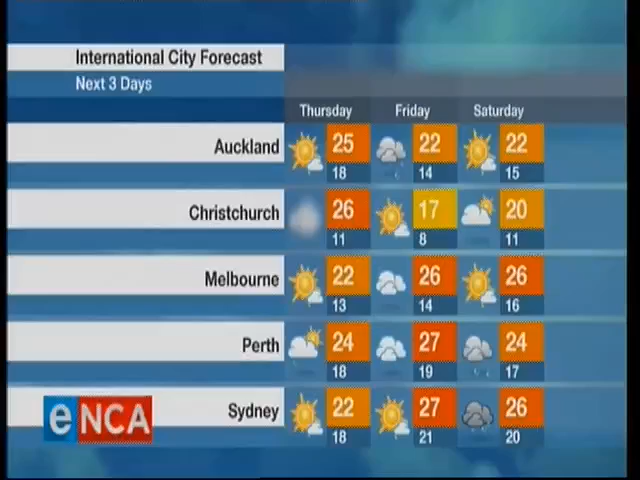 International City Forecast
Next 3 Days
Thursday Friday Saturday
Auckland 25 22 22
18 14 15
Christchurch 26 17 20
11 8 11
Melbourne 22 26 26
13 14 16
Perth 24 27 24
18 19 17
Sydney 22 27 26
18 21 20
eNCA